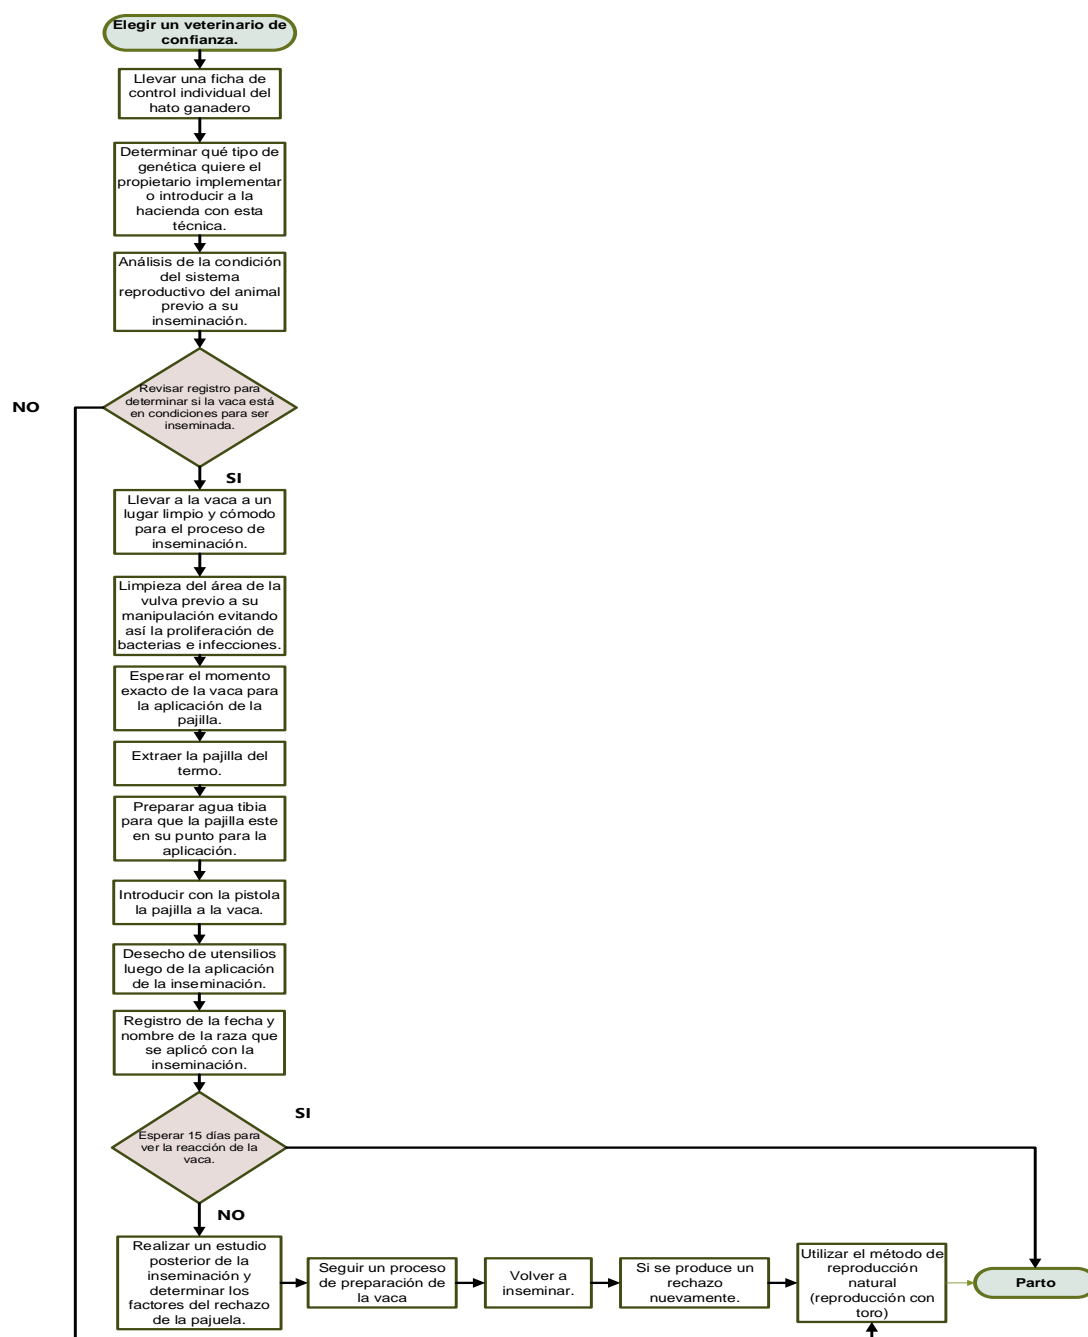 Elegir un veterinario de
confianza.
Llevar una ficha de
control individual del
hato ganadero
Determinar qué tipo de
genética quiere el
propietario implementar
o introducir a la
hacienda con esta
técnica.
Análisis de la condición
del sistema
reproductivo del animal
previo a su
inseminación.
Revisar registro para
determinar si la vaca está
en condiciones para ser
inseminada.
NO
SI
Llevar a la vaca a un
lugar limpio y cómodo
para el proceso de
inseminación.
Limpieza del área de la
vulva previo a su
manipulación evitando
así la proliferación de
bacterias e infecciones.
Esperar el momento
exacto de la vaca para
la aplicación de la
pajilla.
Extraer la pajilla del
termo.
Preparar agua tibia
para que la pajilla este
en su punto para la
aplicación.
Introducir con la pistola
la pajilla a la vaca.
Desecho de utensilios
luego de la aplicación
de la inseminación.
Registro de la fecha y
nombre de la raza que
se aplicó con la
inseminación.
Esperar 15 días para
ver la reacción de la
vaca.
SI
NO
Realizar un estudio
posterior de la
inseminación y
determinar los
factores del rechazo
de la pajuela.
Seguir un proceso
de preparación de
la vaca
Volver a
inseminar.
Si se produce un
rechazo
nuevamente.
Utilizar el método de
reproducción
natural
(reproducción con
toro)
Parto